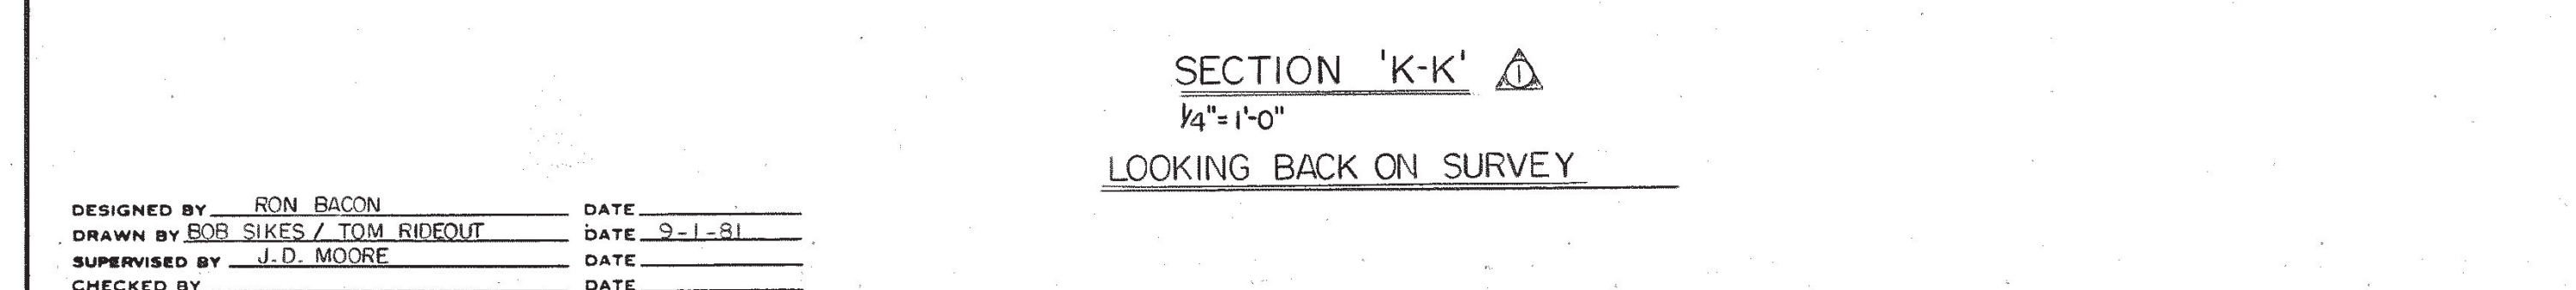 SECTION 'K-K' 1
1/4"=1'-0"
LOOKING BACK ON SURVEY
DESIGNED BY RON BACON DATE
DRAWN BY BOB SIKES / TOM RIDEOUT DATE 9-1-81
SUPERVISED BY J.D. MOORE DATE
CHECKED BY DATE